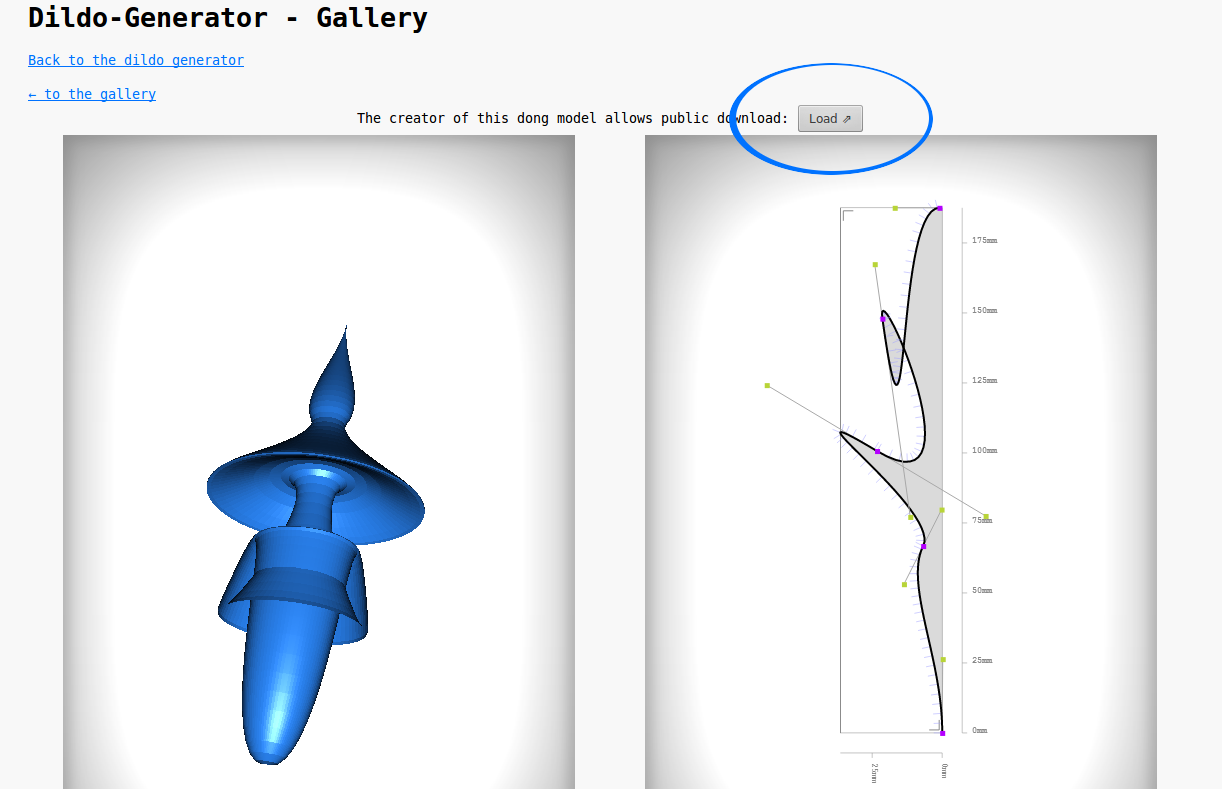 Dildo-Generator - Gallery
Back to the dildo generator
← to the gallery
The creator of this dong model allows public download: Load ⇗
175mm
150mm
125mm
100mm
75mm
50mm
25mm
0mm
25mm
0mm